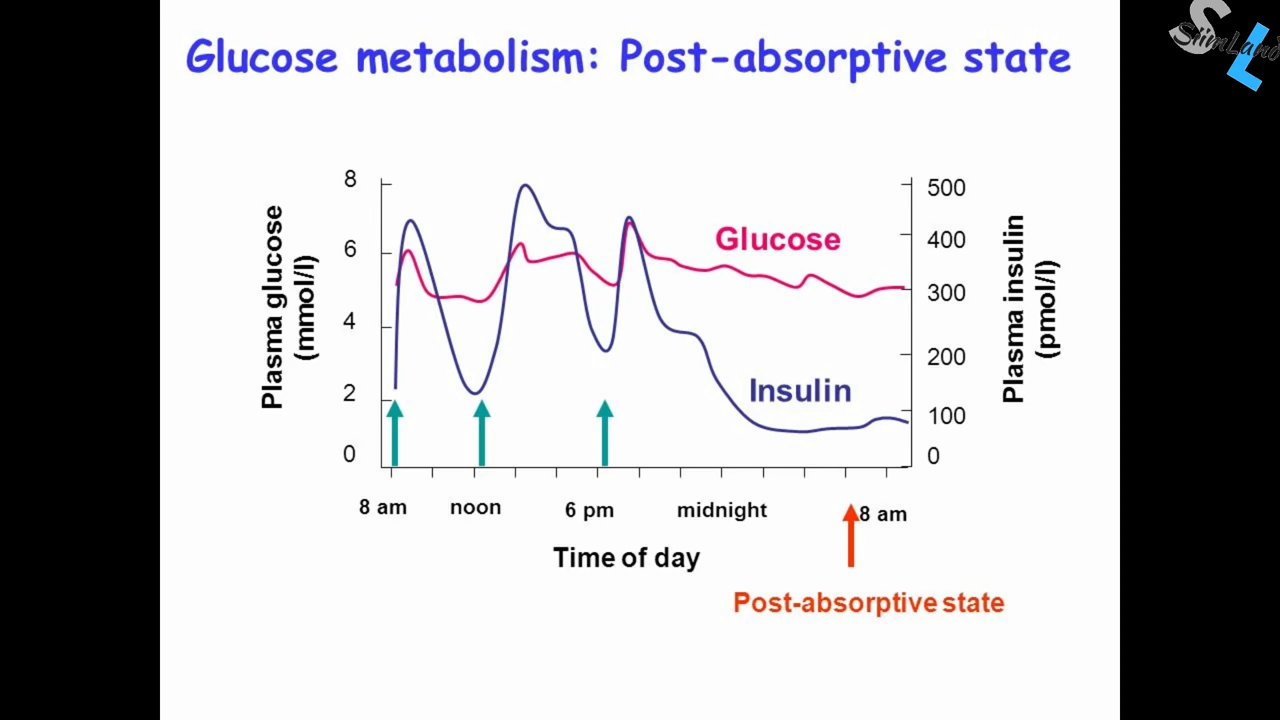 Glucose metabolism: Post-absorptive state
SiimLand
S
L
8
6
4
2
0
Plasma glucose
(mmol/l)
Glucose
Insulin
500
400
300
200
100
0
Plasma insulin
(pmol/l)
8 am
noon
6 pm
midnight
8 am
Time of day
Post-absorptive state